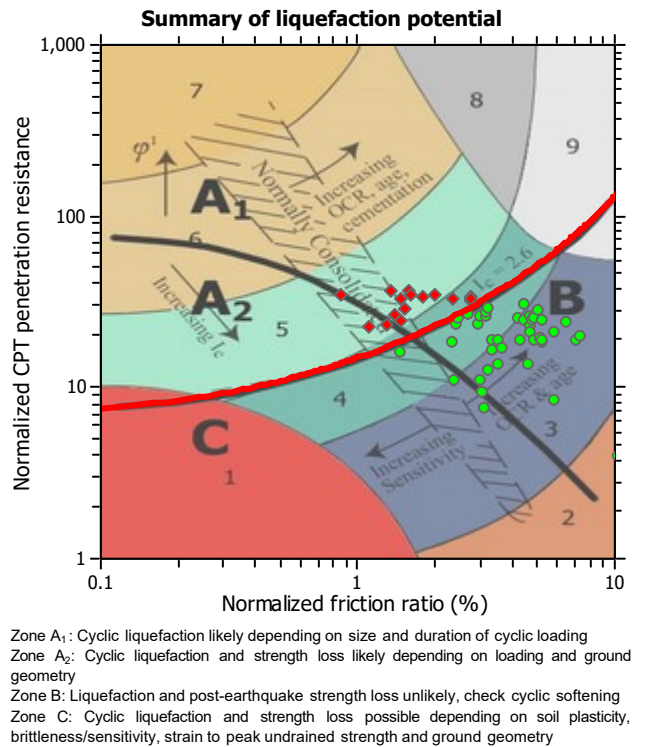 Summary of liquefaction potential
1,000
100
10
1
0.1
1
10
Normalized CPT penetration resistance
Normalized friction ratio (%)
7
8
9
φ'
A1
Increasing
OCR, age,
cementation
Normally Consolid
6
A2
Increasing Ic
5
Ic = 2.6
B
4
C
1
Increasing
OCR & age
Increasing
Sensitivity
3
2
Zone A1: Cyclic liquefaction likely depending on size and duration of cyclic loading
Zone A2: Cyclic liquefaction and strength loss likely depending on loading and ground
geometry
Zone B: Liquefaction and post-earthquake strength loss unlikely, check cyclic softening
Zone C: Cyclic liquefaction and strength loss possible depending on soil plasticity,
brittleness/sensitivity, strain to peak undrained strength and ground geometry